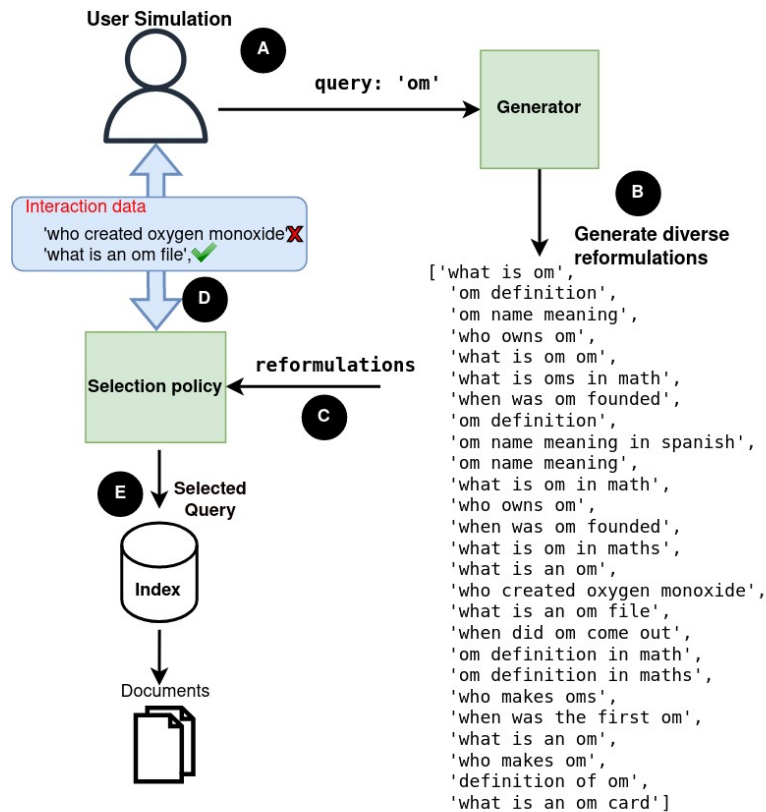 User Simulation
A
query: 'om'
Generator
B
Generate diverse
reformulations
Interaction data
'who created oxygen monoxide'
'what is an om file',
D
['what is om',
'om definition',
'om name meaning',
'who owns om',
'what is om om',
'what is oms in math',
'when was om founded',
'om definition',
'om name meaning in spanish',
'om name meaning',
'what is om in math',
'who owns om',
'when was om founded',
'what is om in maths',
'what is an om',
'who created oxygen monoxide',
'what is an om file',
'when did om come out',
'om definition in math',
'om definition in maths',
'who makes oms',
'when was the first om',
'what is an om',
'who makes om',
'definition of om',
'what is an om card']
reformulations
C
Selection policy
E
Selected
Query
Index
Documents